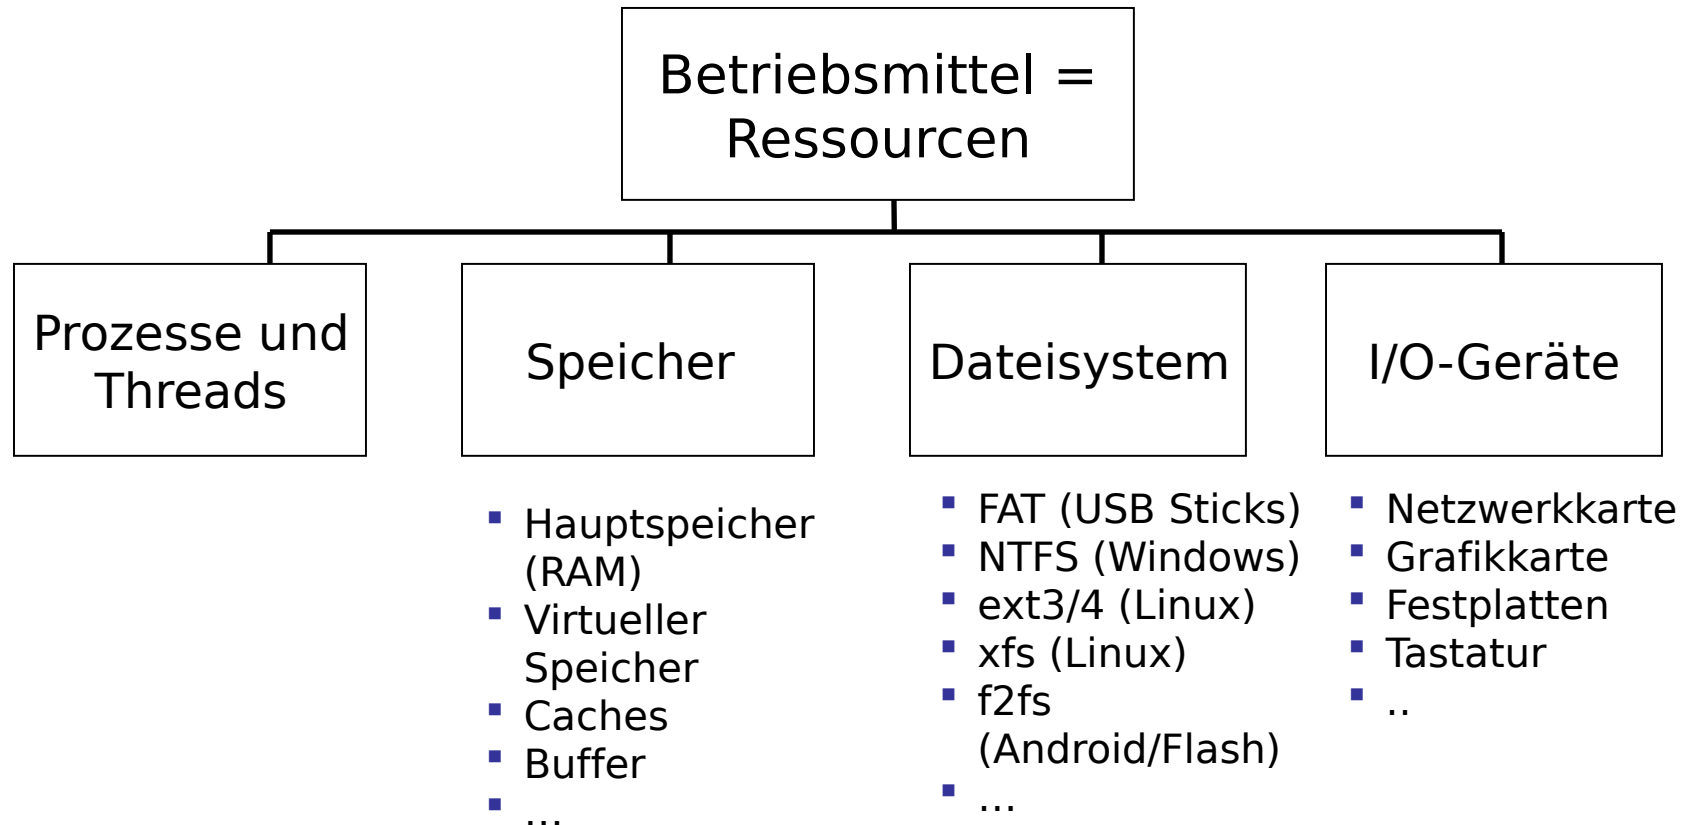 Betriebsmittel =
Ressourcen
Prozesse und
Threads
Speicher
Dateisystem
I/O-Geräte
Hauptspeicher
(RAM)
Virtueller
Speicher
Caches
Buffer
...
FAT (USB Sticks)
NTFS (Windows)
ext3/4 (Linux)
xfs (Linux)
f2fs
(Android/Flash)
...
Netzwerkkarte
Grafikkarte
Festplatten
Tastatur
..